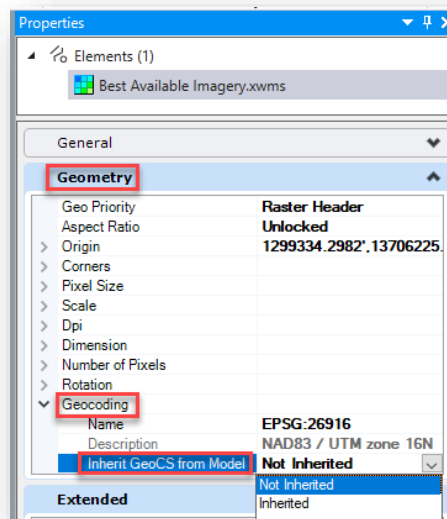 Properties
Elements (1)
Best Available Imagery.xwms
General
Geometry
Geo Priority Raster Header
Aspect Ratio Unlocked
Origin 1299334.2982',13706225.
Corners
Pixel Size
Scale
Dpi
Dimension
Number of Pixels
Rotation
Geocoding
Name EPSG:26916
Description NAD83 / UTM zone 16N
Inherit GeoCS from Model Not Inherited
Not Inherited
Inherited
Extended